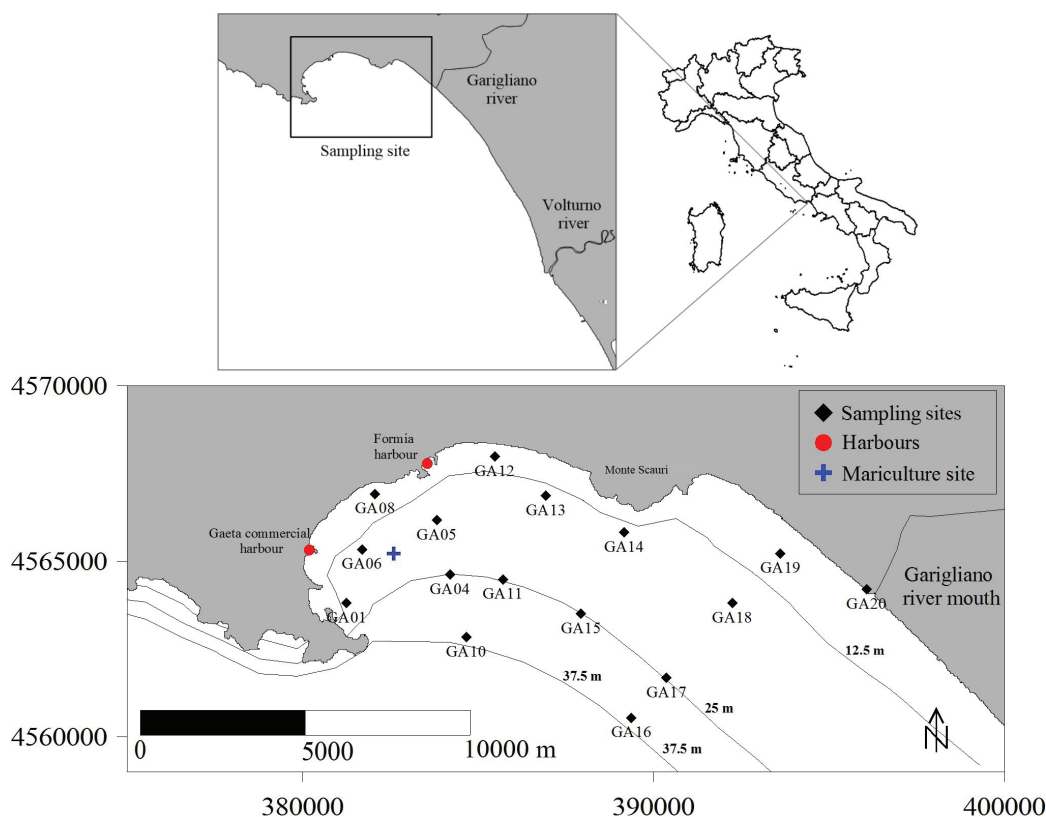 Garigliano
river
Sampling site
Volturno
river
4570000
Sampling sites
Formia
harbour
Harbours
GA12
Monte Scauri
Mariculture site
GA08
GA13
Gaeta commercial
harbour
GA05
GA14
4565000
GA06
GA19
GA04
GA11
Garigliano
river mouth
GA20
GA01
GA15
GA18
GA10
12.5 m
37.5 m
GA17
25 m
GA16
37.5 m
4560000
0
5000
10000 m
N
380000
390000
400000